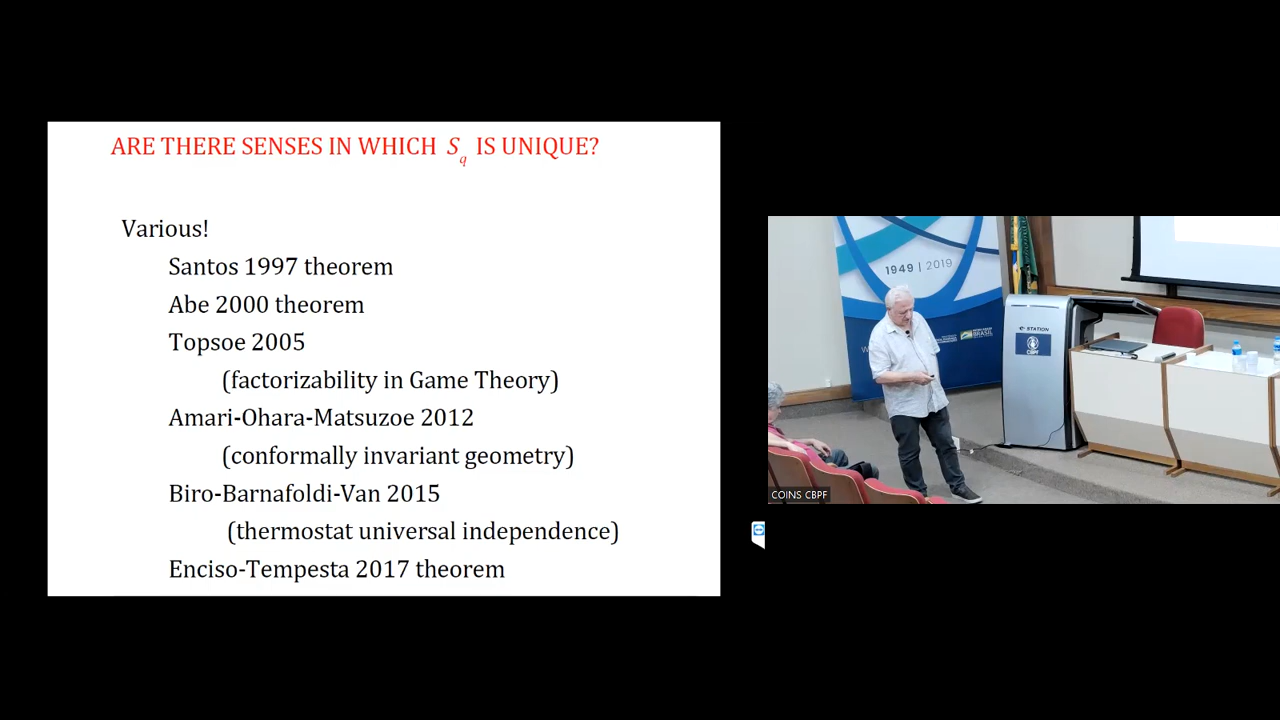 ARE THERE SENSES IN WHICH S_q IS UNIQUE?
Various!
Santos 1997 theorem
Abe 2000 theorem
Topsoe 2005
(factorizability in Game Theory)
Amari-Ohara-Matsuzoe 2012
(conformally invariant geometry)
Biro-Barnafoldi-Van 2015
(thermostat universal independence)
Enciso-Tempesta 2017 theorem
1949 | 2019
BRASIL
STATION
CBPF
COINS CBPF